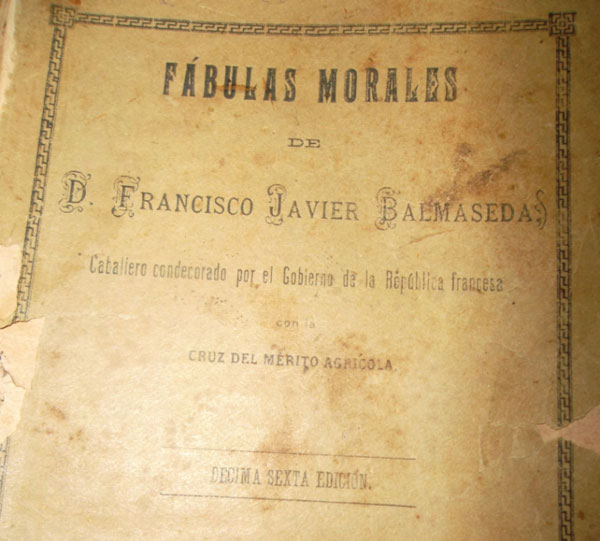 FÁBULAS MORALES
DE
D. FRANCISCO JAVIER BALMASEDA
Caballero condecorado por el Gobierno de la República francesa
con la
CRUZ DEL MÉRITO AGRÍCOLA
DECIMA SEXTA EDICIÓN.